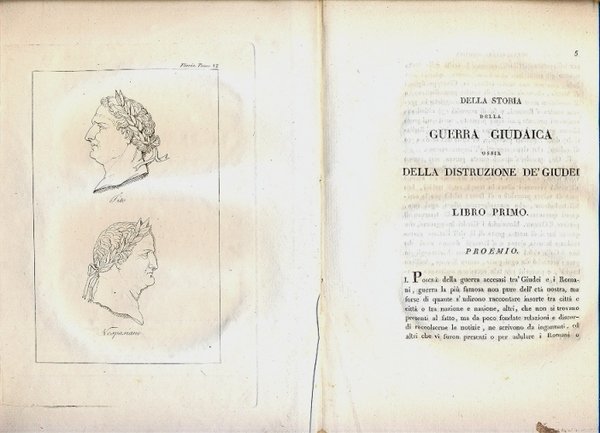 Flavio Tomo VI
Tito
Vespasiano
5
DELLA STORIA
DELLA
GUERRA GIUDAICA
OSSIA
DELLA DISTRUZIONE DE' GIUDEI
LIBRO PRIMO.
PROEMIO.
I. Poichè della guerra accesasi tra' Giudei e i Roma-
ni, guerra la più famosa non pure dell' età nostra, ma
forse di quante s' udirono raccontare insorte tra città e
città o tra nazione e nazione, altri, che non si trovano
presenti al fatto, ma da poco fondate relazioni e discor-
di raccolserne le notizie, ne scrivono da ingannati, ed
altri che vi furon presenti o per adulare i Romani o